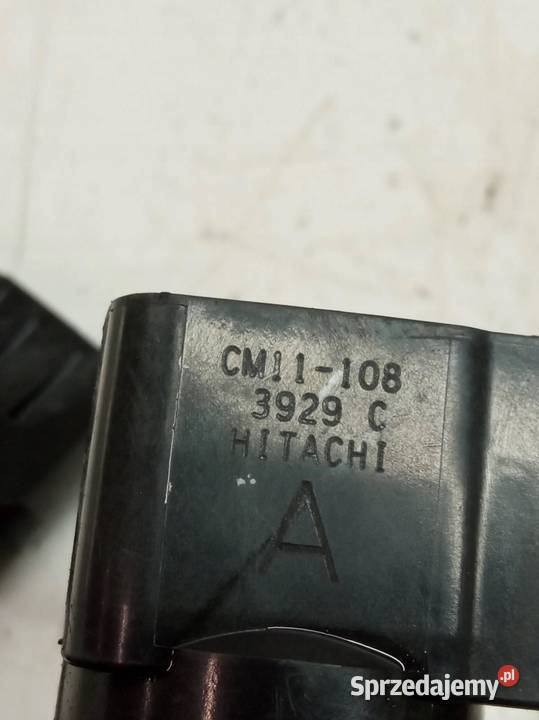 CM11-108
3929 C
HITACHI
A
Sprzedajemy.pl